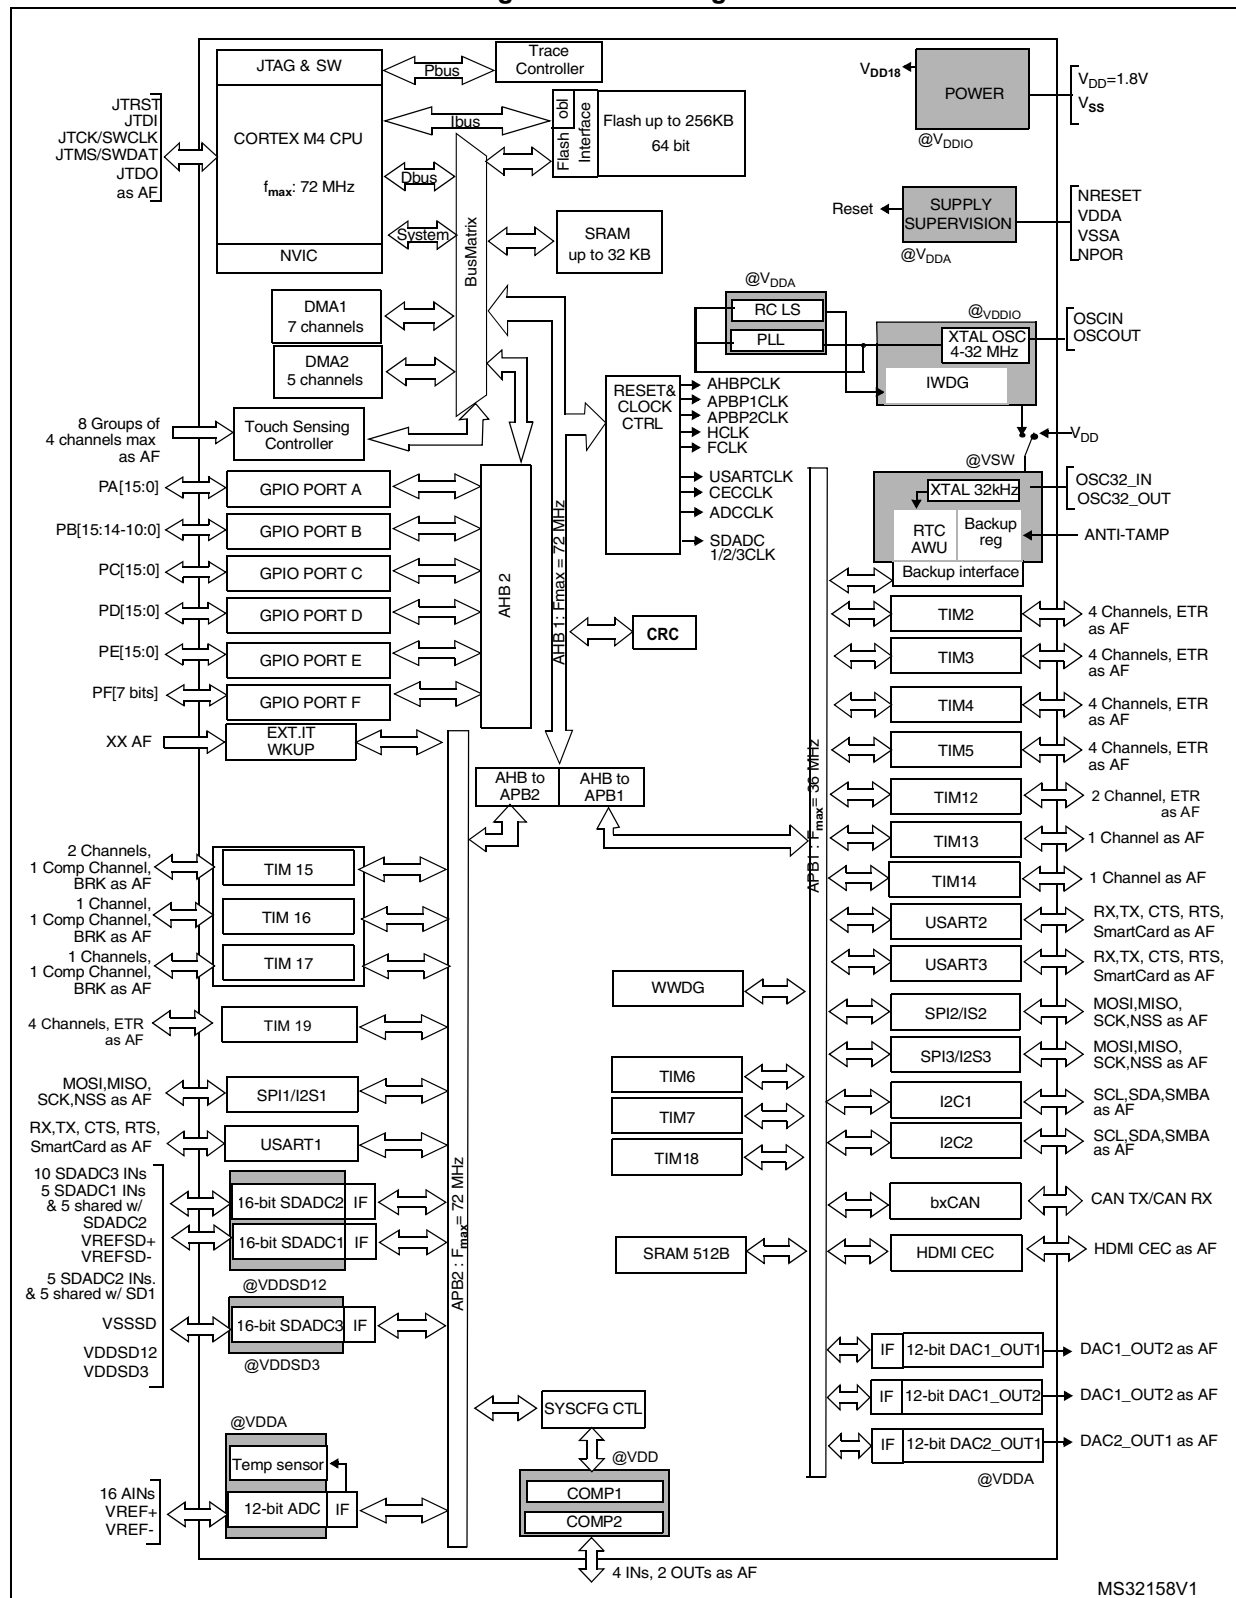 JTAG & SW
Pbus
Trace
Controller
JTRST
JTDI
JTCK/SWCLK
JTMS/SWDAT
JTDO
as AF
CORTEX M4 CPU
fmax: 72 MHz
NVIC
Ibus
Dbus
System
BusMatrix
Flash obl
Interface
Flash up to 256KB
64 bit
SRAM
up to 32 KB
VDD18
POWER
VDD=1.8V
VSS
@VDDIO
Reset
SUPPLY
SUPERVISION
NRESET
VDDA
VSSA
NPOR
@VDDA
DMA1
7 channels
DMA2
5 channels
@VDDA
RC LS
PLL
@VDDIO
XTAL OSC
4-32 MHz
IWDG
OSCIN
OSCOUT
8 Groups of
4 channels max
as AF
Touch Sensing
Controller
RESET&
CLOCK
CTRL
AHBPCLK
APBP1CLK
APBP2CLK
HCLK
FCLK
USARTCLK
CECCLK
ADCCLK
SDADC
1/2/3CLK
VDD
@VSW
XTAL 32kHz
OSC32_IN
OSC32_OUT
RTC
AWU
Backup
reg
ANTI-TAMP
Backup interface
PA[15:0]
GPIO PORT A
PB[15:14-10:0]
GPIO PORT B
PC[15:0]
GPIO PORT C
PD[15:0]
GPIO PORT D
PE[15:0]
GPIO PORT E
PF[7 bits]
GPIO PORT F
AHB 2
AHB 1: Fmax = 72 MHz
CRC
XX AF
EXT.IT
WKUP
AHB to
APB2
AHB to
APB1
2 Channels,
1 Comp Channel,
BRK as AF
TIM 15
1 Channel,
1 Comp Channel,
BRK as AF
TIM 16
1 Channels,
1 Comp Channel,
BRK as AF
TIM 17
4 Channels, ETR
as AF
TIM 19
MOSI,MISO,
SCK,NSS as AF
SPI1/I2S1
RX,TX, CTS, RTS,
SmartCard as AF
USART1
10 SDADC3 INs
5 SDADC1 INs
& 5 shared w/
SDADC2
VREFSD+
VREFSD-
5 SDADC2 INs.
& 5 shared w/ SD1
VSSSD
VDDSD12
VDDSD3
16-bit SDADC2 IF
16-bit SDADC1 IF
@VDDSD12
16-bit SDADC3 IF
@VDDSD3
APB2 : Fmax= 72 MHz
@VDDA
Temp sensor
16 AINs
VREF+
VREF-
12-bit ADC IF
SYSCFG CTL
@VDD
COMP1
COMP2
4 INs, 2 OUTs as AF
WWDG
TIM6
TIM7
TIM18
SRAM 512B
APB1 : Fmax= 36 MHz
TIM2
4 Channels, ETR
as AF
TIM3
4 Channels, ETR
as AF
TIM4
4 Channels, ETR
as AF
TIM5
4 Channels, ETR
as AF
TIM12
2 Channel, ETR
as AF
TIM13
1 Channel as AF
TIM14
1 Channel as AF
USART2
RX,TX, CTS, RTS,
SmartCard as AF
USART3
RX,TX, CTS, RTS,
SmartCard as AF
SPI2/IS2
MOSI,MISO,
SCK,NSS as AF
SPI3/I2S3
MOSI,MISO,
SCK,NSS as AF
I2C1
SCL,SDA,SMBA
as AF
I2C2
SCL,SDA,SMBA
as AF
bxCAN
CAN TX/CAN RX
HDMI CEC
HDMI CEC as AF
IF 12-bit DAC1_OUT1
DAC1_OUT2 as AF
IF 12-bit DAC1_OUT2
DAC1_OUT2 as AF
IF 12-bit DAC2_OUT1
DAC2_OUT1 as AF
@VDDA
MS32158V1